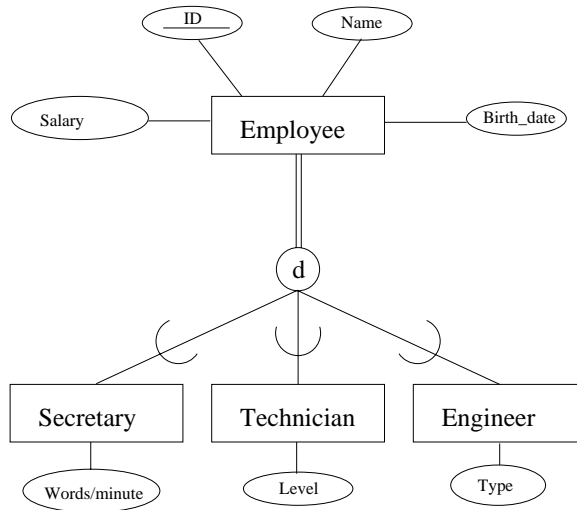 ID
Name
Salary
Employee
Birth_date
d
Secretary
Technician
Engineer
Words/minute
Level
Type